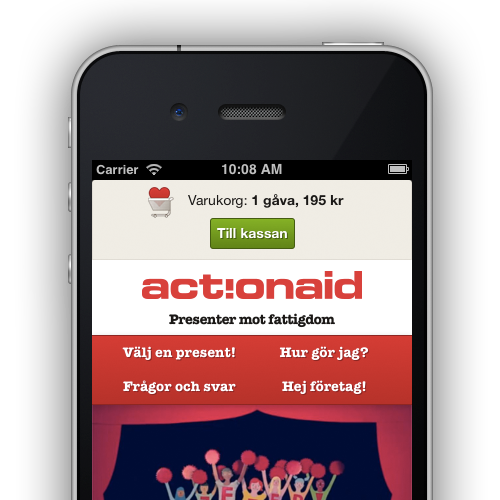 Carrier 10:08 AM
Varukorg: 1 gåva, 195 kr
Till kassan
act!onaid
Presenter mot fattigdom
Välj en present! Hur gör jag?
Frågor och svar Hej företag!